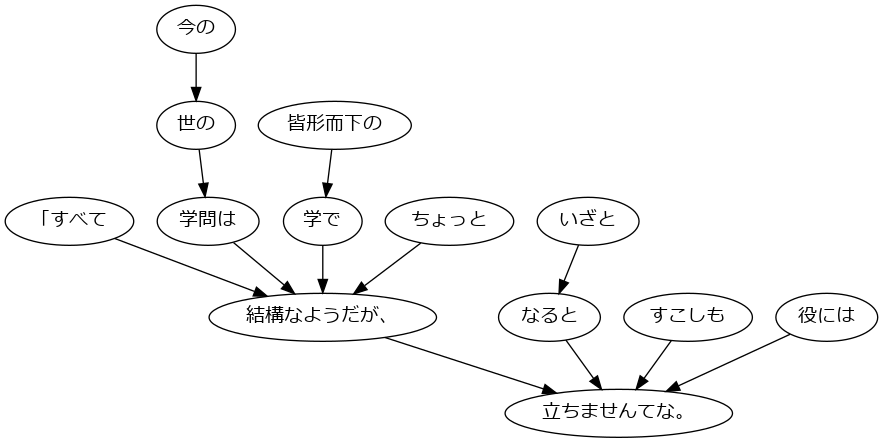 今の
世の
皆形而下の
「すべて
学問は
学で
ちょっと
いざと
結構なようだが、
なると
すこしも
役には
立ちませんてな。